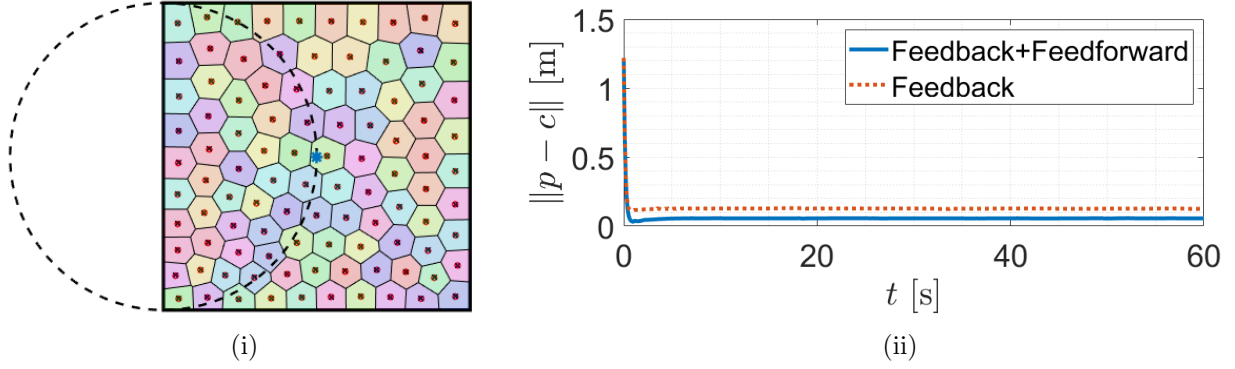 1.5
1
0.5
0
||p − c|| [m]
Feedback+Feedforward
Feedback
0 20 40 60
t [s]
(i) (ii)